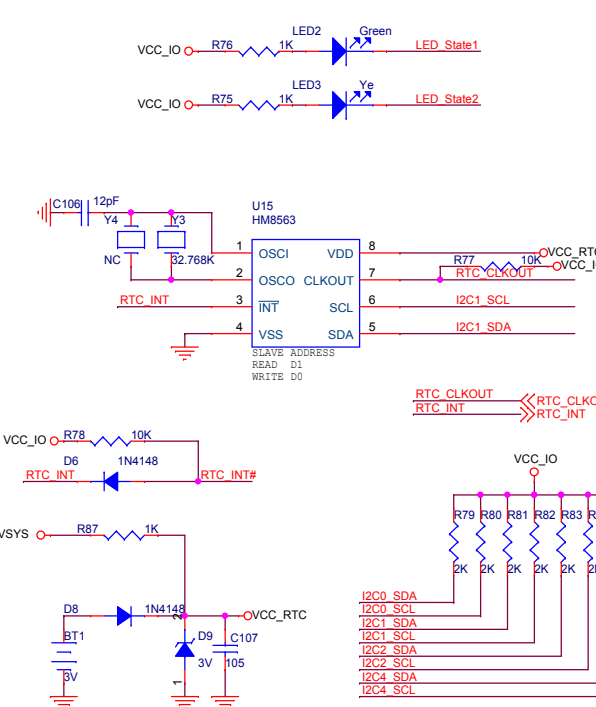 LED2 Green
VCC_IO R76 1K LED_State1
LED3 Ye
VCC_IO R75 1K LED_State2
C106 12pF
Y4 Y3
NC 32.768K
U15
HM8563
1 OSCI VDD 8 VCC_RTC
R77 10K VCC_I
2 OSCO CLKOUT 7 RTC_CLKOUT
RTC_INT 3 INT SCL 6 I2C1_SCL
4 VSS SDA 5 I2C1_SDA
SLAVE ADDRESS
READ D1
WRITE D0
RTC_CLKOUT RTC_CLKO
RTC_INT RTC_INT
VCC_IO R78 10K
D6 1N4148
RTC_INT RTC_INT#
VCC_IO
R79 R80 R81 R82 R83 R
2K 2K 2K 2K 2K 2K
VSYS R87 1K
I2C0_SDA
I2C0_SCL
I2C1_SDA
I2C1_SCL
I2C2_SDA
I2C2_SCL
I2C4_SDA
I2C4_SCL
D8 1N4148 2 VCC_RTC
BT1 D9 C107
3V 3V 105
1